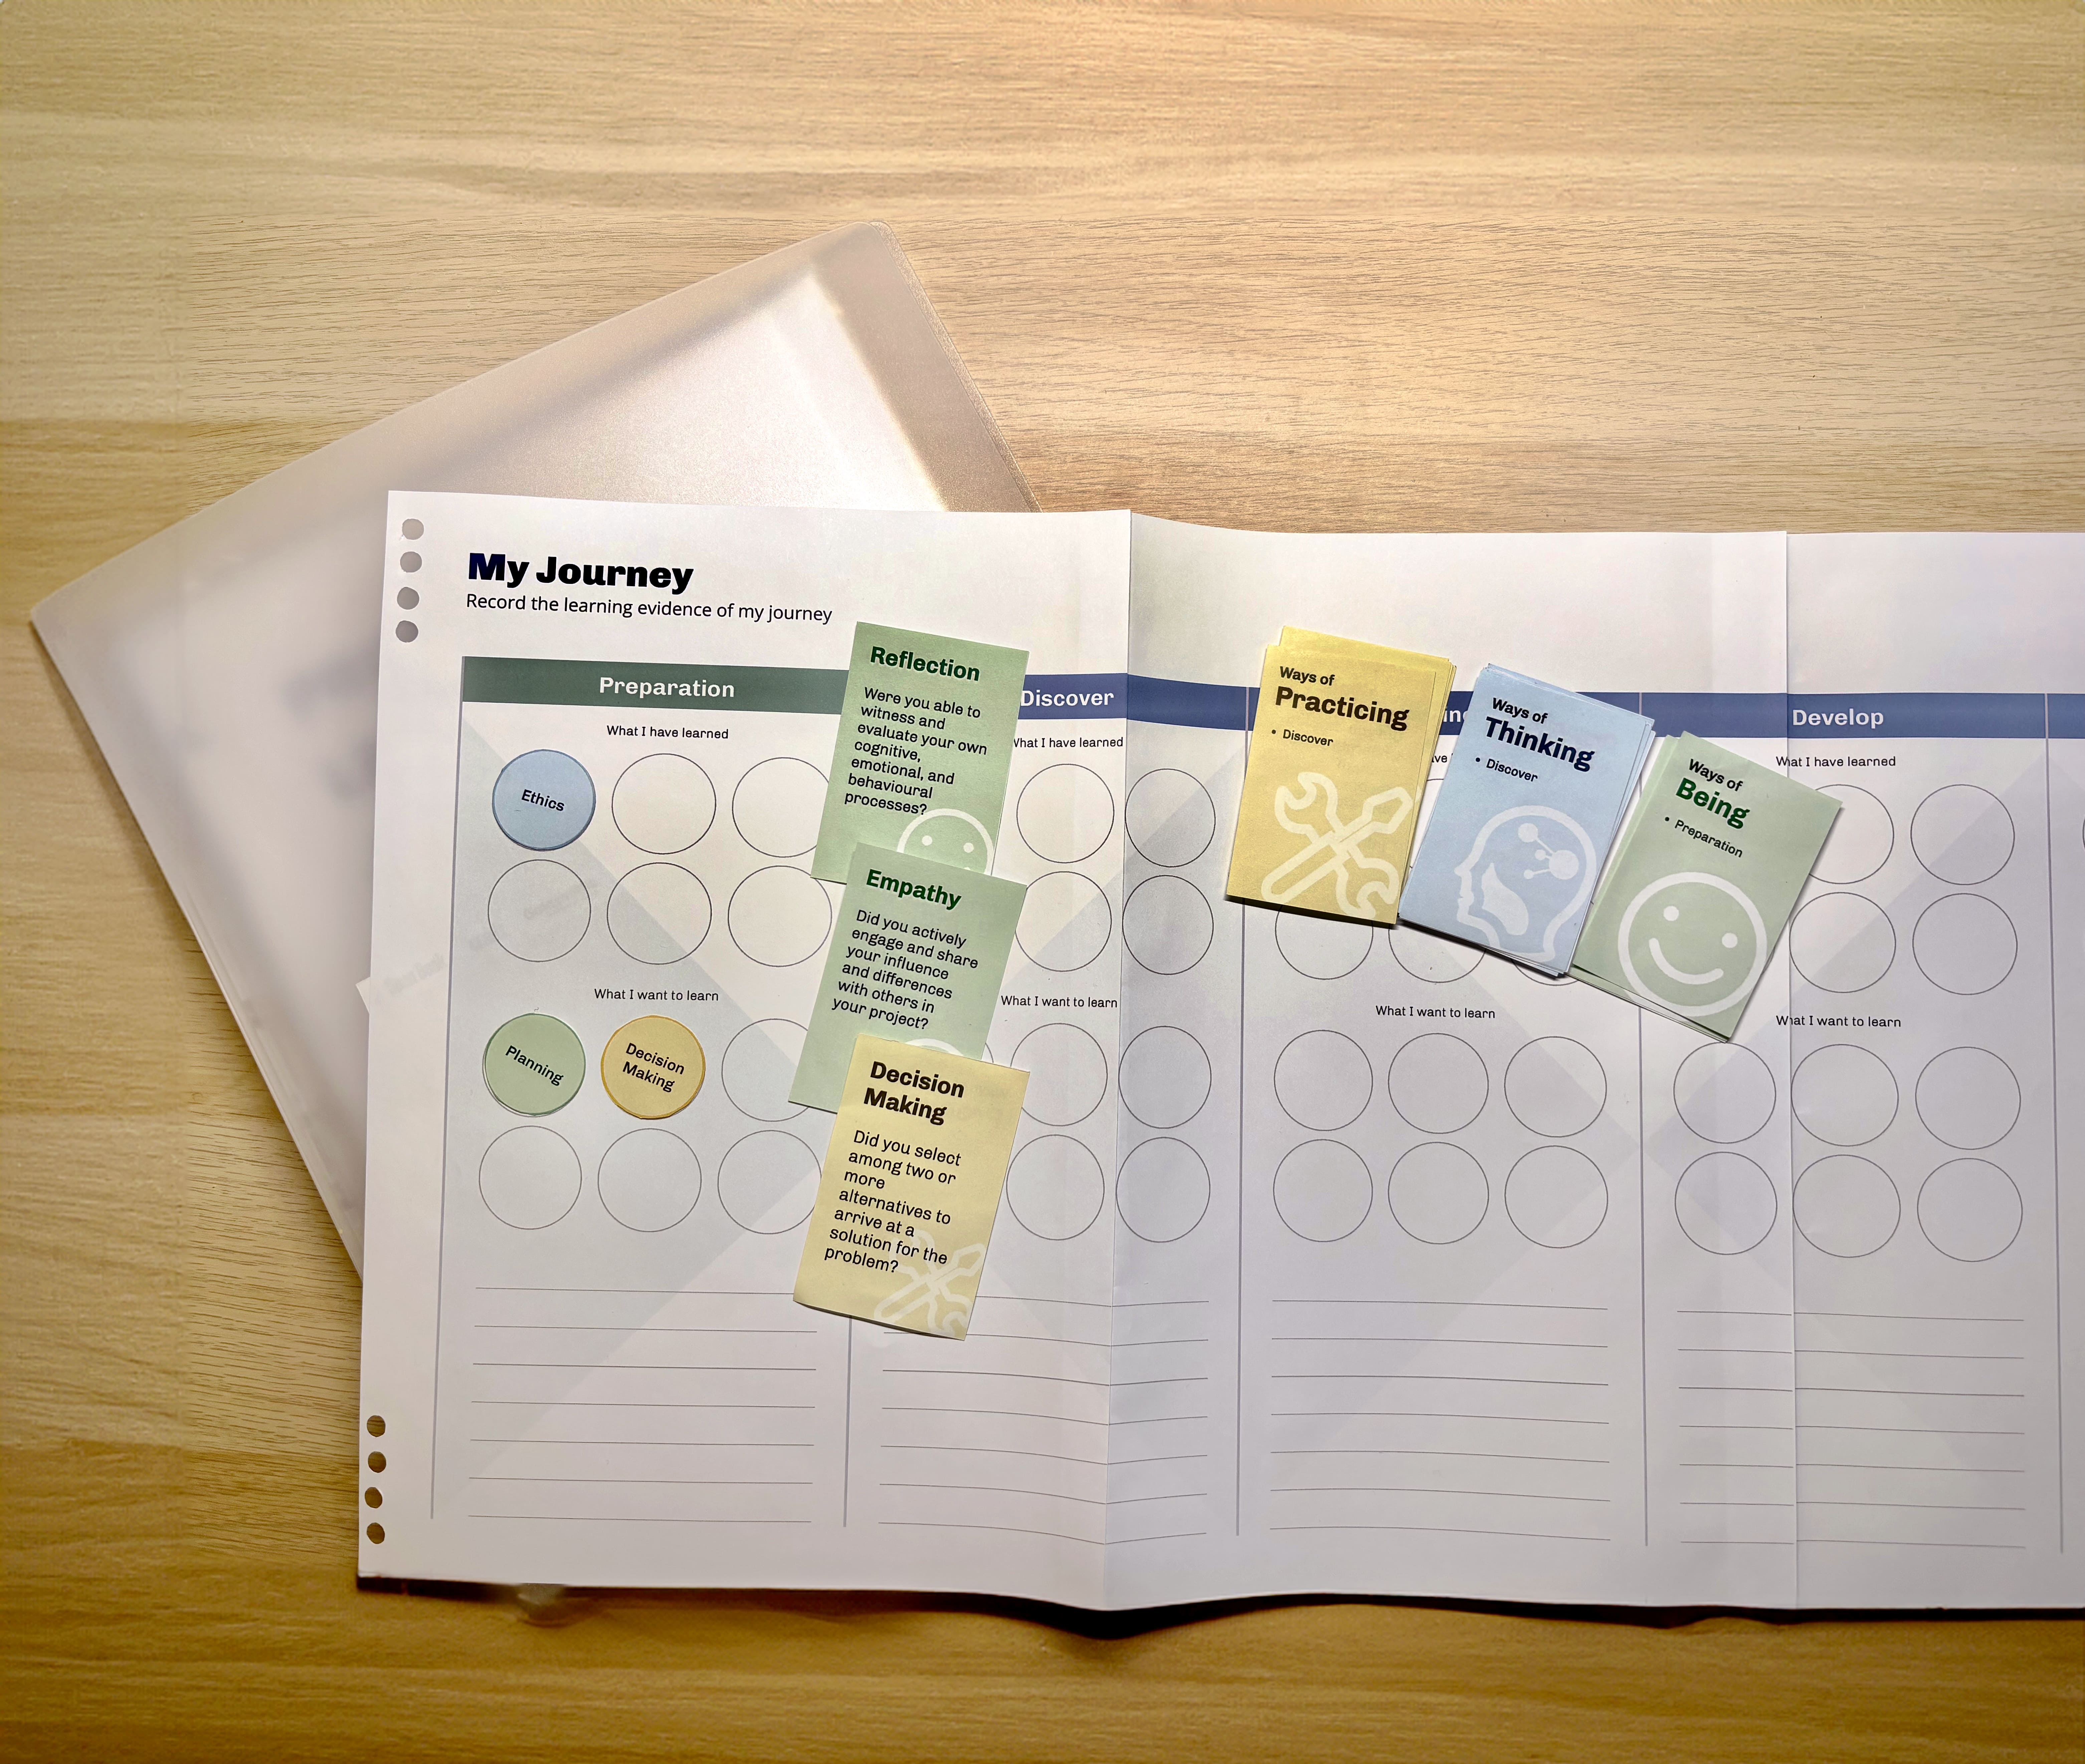 My Journey
Record the learning evidence of my journey
Preparation
What I have learned
Ethics
What I want to learn
Planning
Decision
Making
Reflection
Were you able to
witness and
evaluate your own
cognitive,
emotional, and
behavioural
processes?
Empathy
Did you actively
engage and share
your influence
and differences
with others in
your project?
Decision
Making
Did you select
among two or
more
alternatives to
arrive at a
solution for the
problem?
Discover
What I have learned
What I want to learn
Ways of
Practicing
• Discover
What I want to learn
Ways of
Thinking
• Discover
Ways of
Being
• Preparation
Develop
What I have learned
What I want to learn